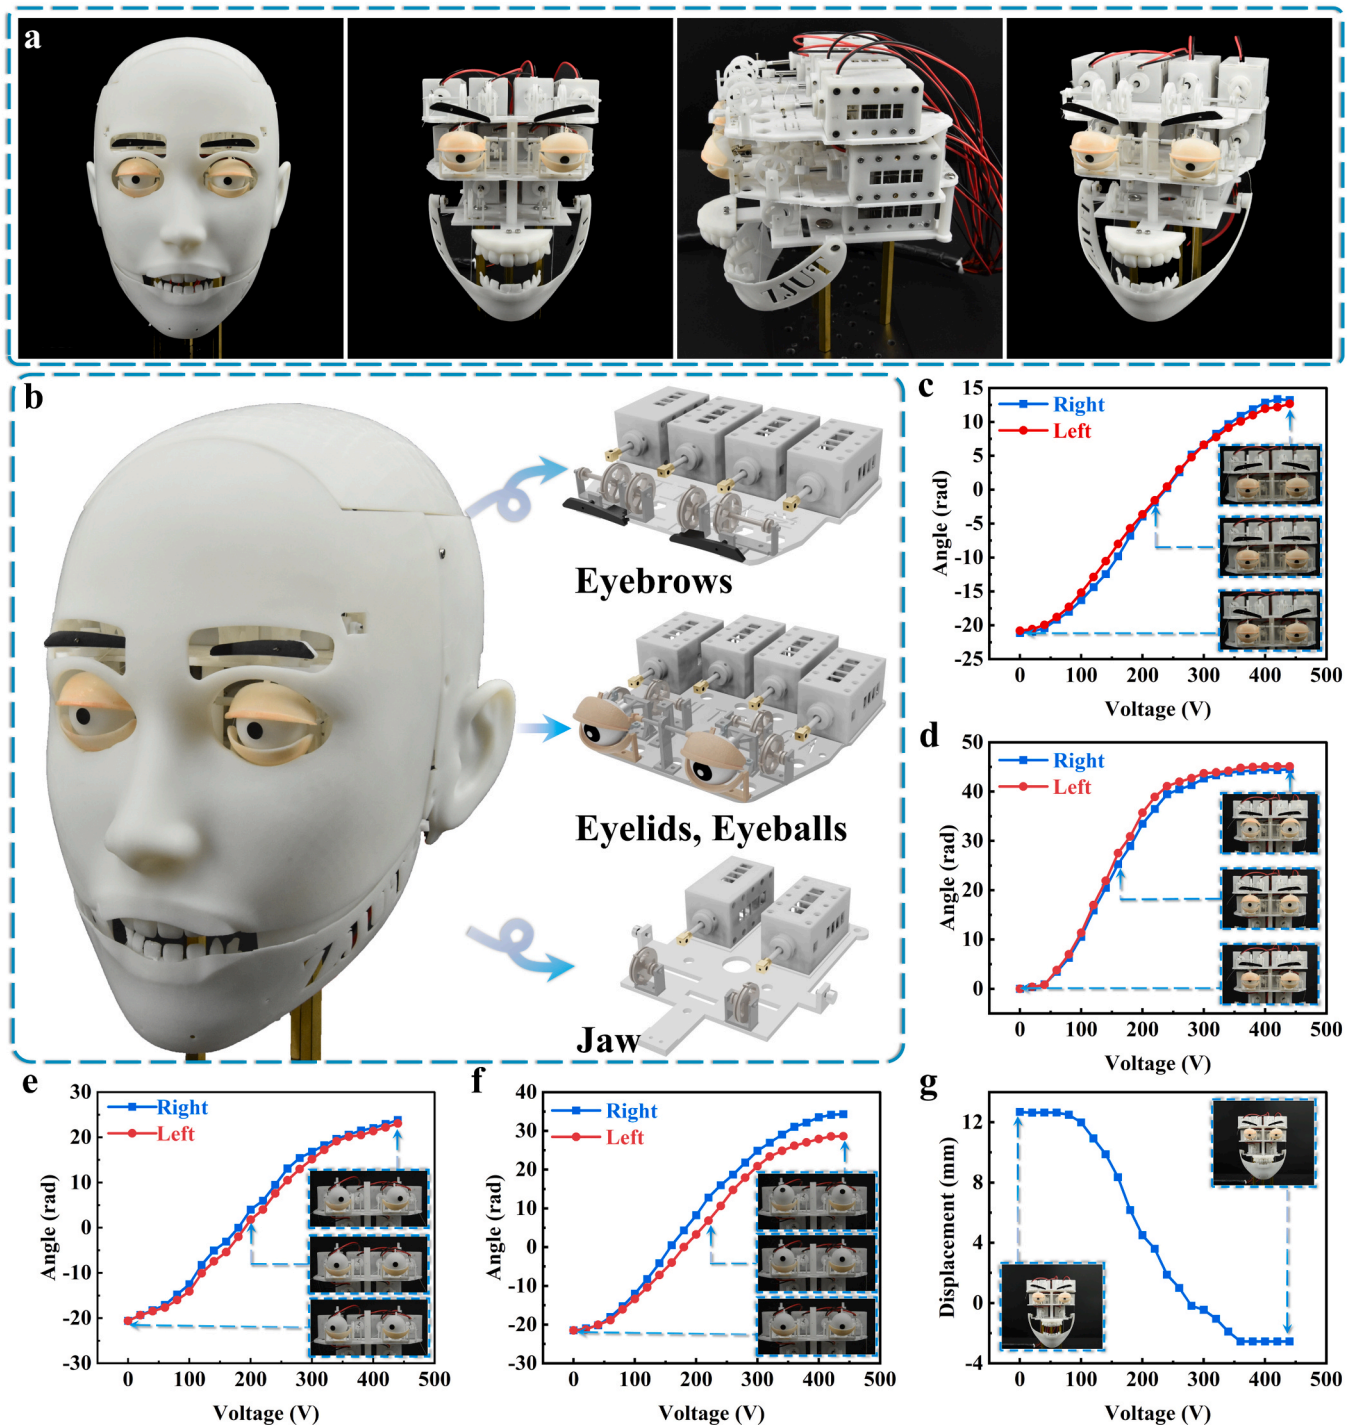 a
ZJUT
b
Eyebrows
Eyelids, Eyeballs
Jaw
c
Right
Left
15
10
5
0
-5
-10
-15
-20
-25
Angle (rad)
0 100 200 300 400 500
Voltage (V)
d
Right
Left
50
40
30
20
10
0
Angle (rad)
0 100 200 300 400 500
Voltage (V)
e
Right
Left
30
20
10
0
-10
-20
-30
Angle (rad)
0 100 200 300 400 500
Voltage (V)
f
Right
Left
40
30
20
10
0
-10
-20
-30
Angle (rad)
0 100 200 300 400 500
Voltage (V)
g
12
8
4
0
-4
Displacement (mm)
0 100 200 300 400 500
Voltage (V)